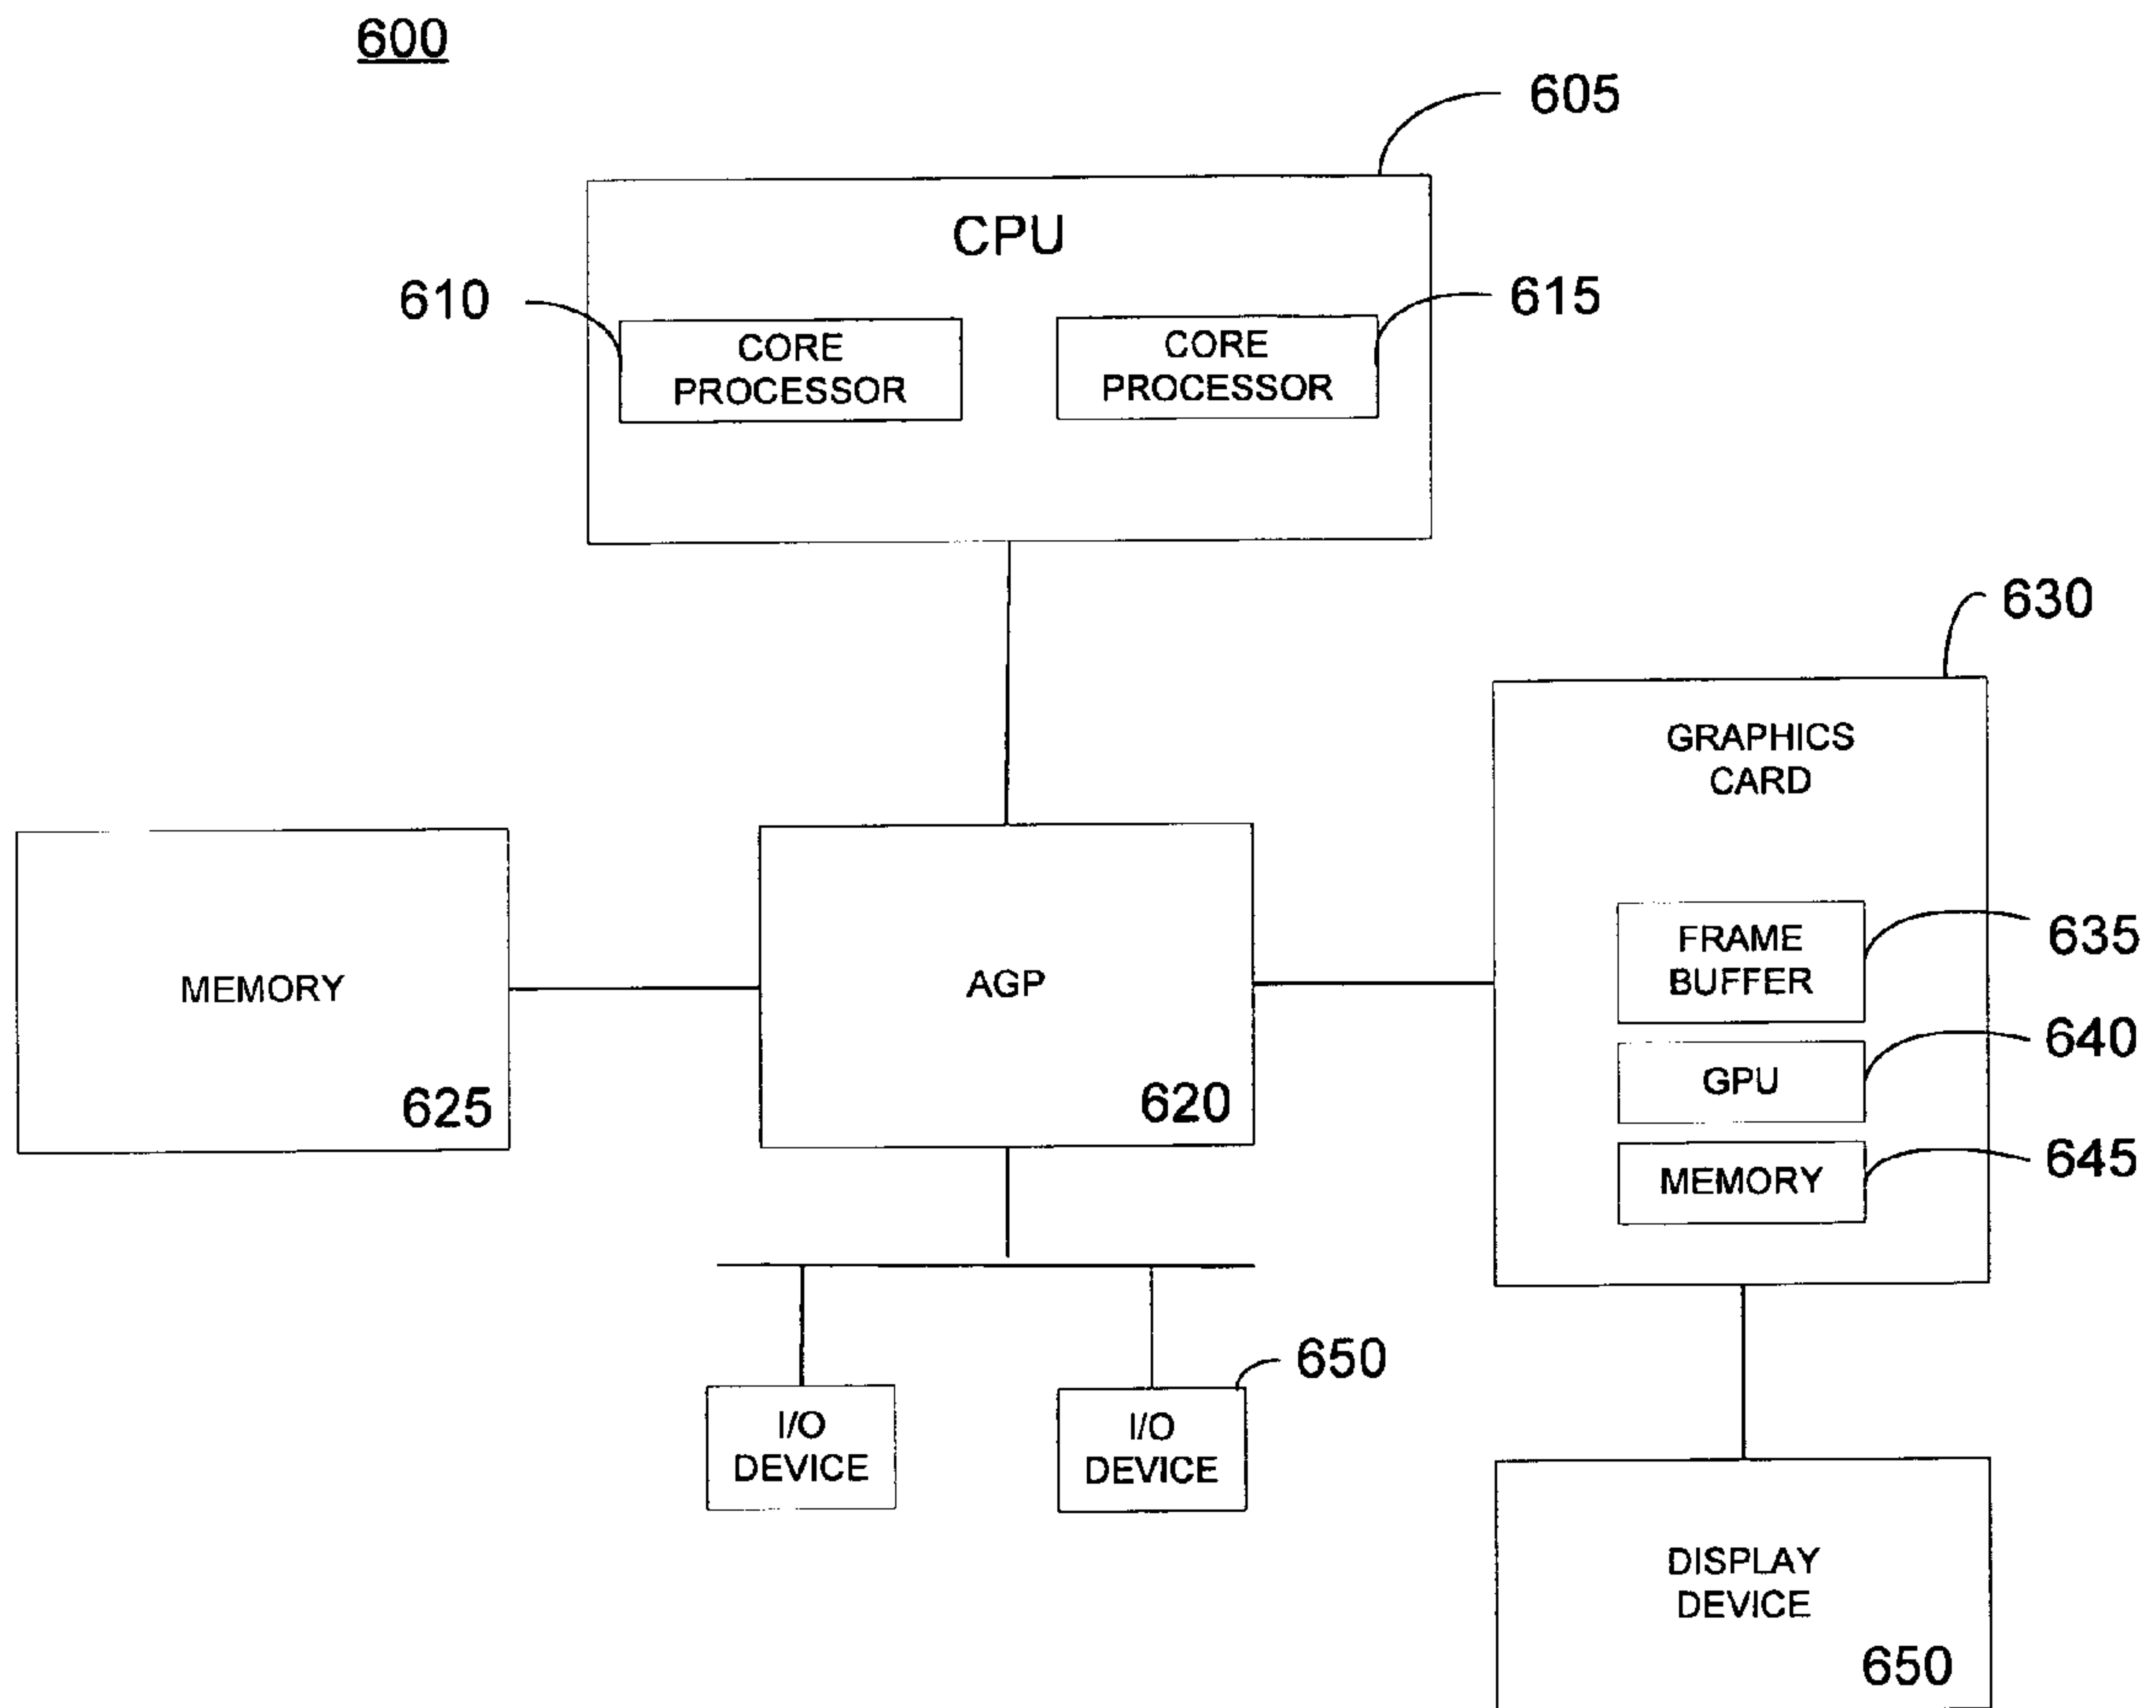 600
605
CPU
610
615
CORE
PROCESSOR
CORE
PROCESSOR
630
GRAPHICS
CARD
MEMORY
625
AGP
620
FRAME
BUFFER
635
GPU
640
MEMORY
645
650
I/O
DEVICE
I/O
DEVICE
DISPLAY
DEVICE
650